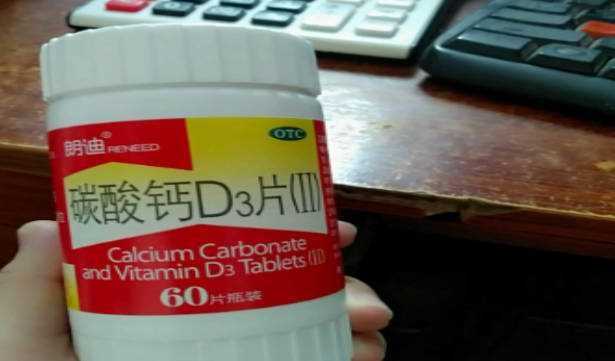 朗迪® RENEED
OTC
碳酸钙D3片(II)
Calcium Carbonate
and Vitamin D3 Tablets (II)
60片瓶装